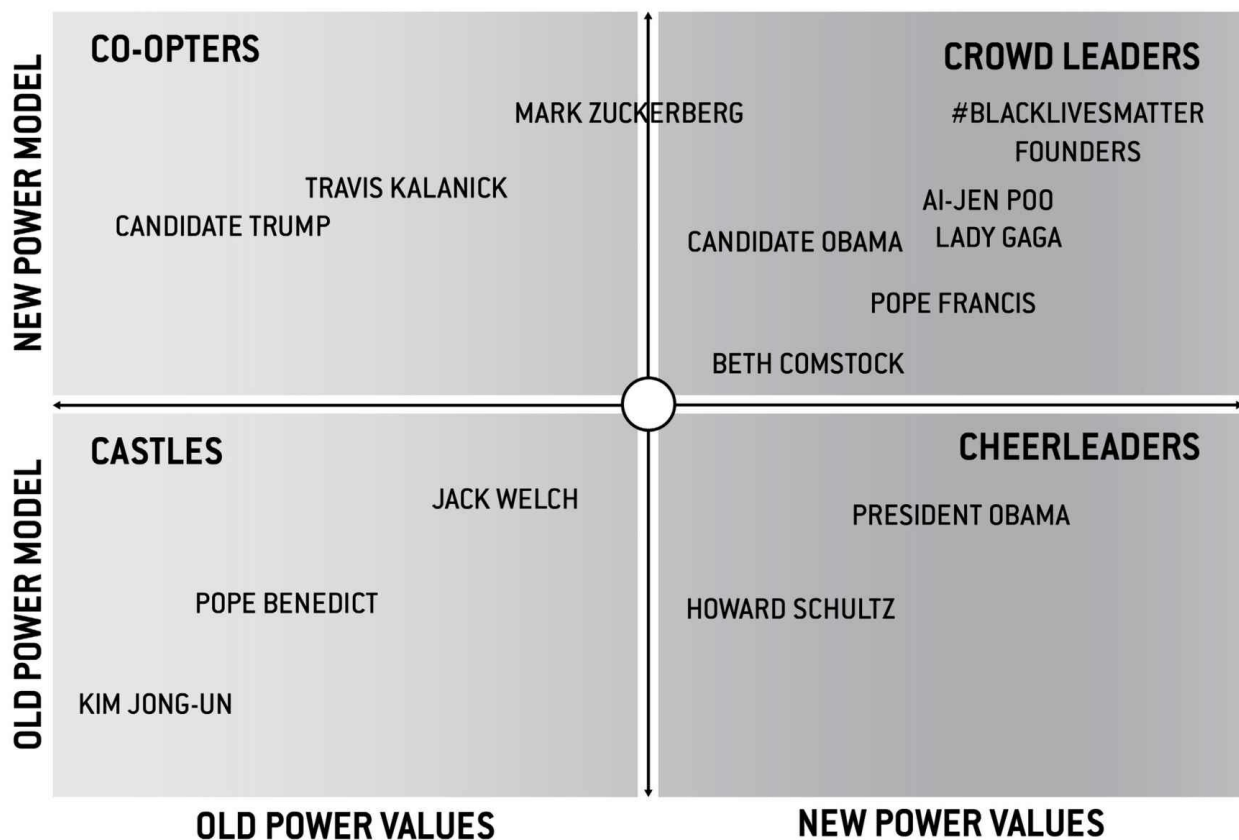 NEW POWER MODEL
CO-OPTERS
MARK ZUCKERBERG
TRAVIS KALANICK
CANDIDATE TRUMP
CROWD LEADERS
#BLACKLIVESMATTER
FOUNDERS
AI-JEN POO
LADY GAGA
CANDIDATE OBAMA
POPE FRANCIS
BETH COMSTOCK
OLD POWER MODEL
CASTLES
JACK WELCH
POPE BENEDICT
KIM JONG-UN
CHEERLEADERS
PRESIDENT OBAMA
HOWARD SCHULTZ
OLD POWER VALUES
NEW POWER VALUES